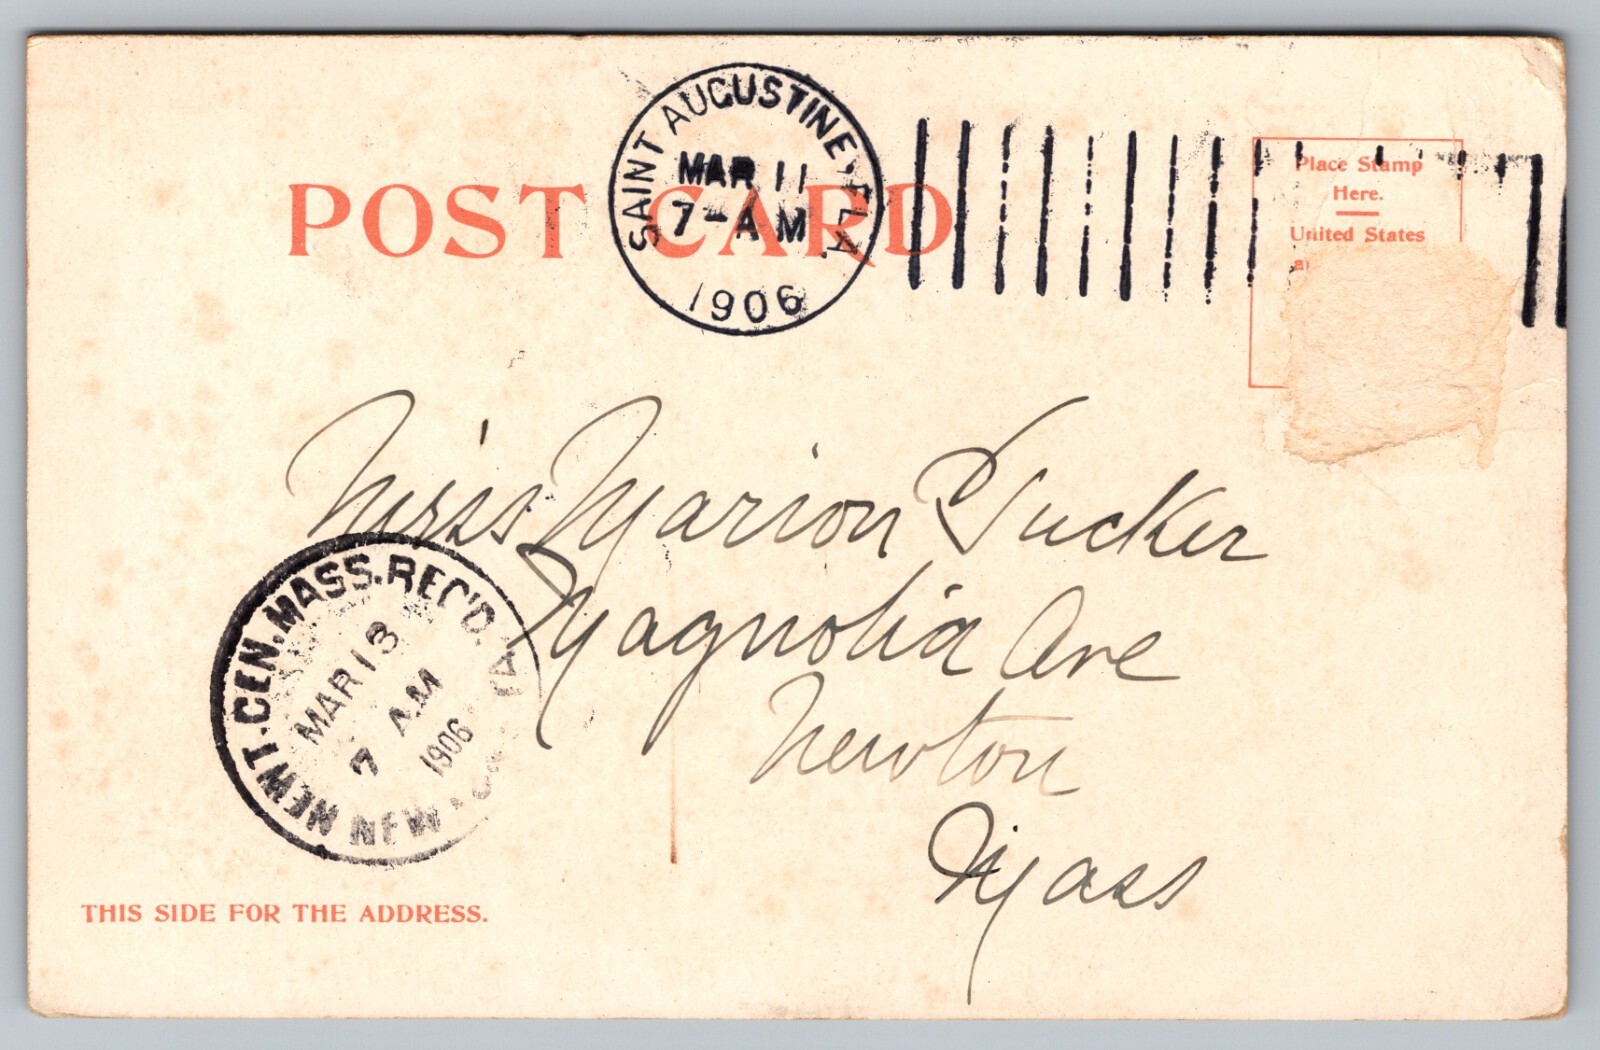 POST CARD
SAINT AUGUSTINE, FLA.
MAR 11
7-AM
1906
Place Stamp
Here.
United States
Miss Marion Tucker
Magnolia Ave
Newton
Mass
NEWT. CEN. MASS. REC'D.
MAR 13
7 AM
1906
NEW
THIS SIDE FOR THE ADDRESS.